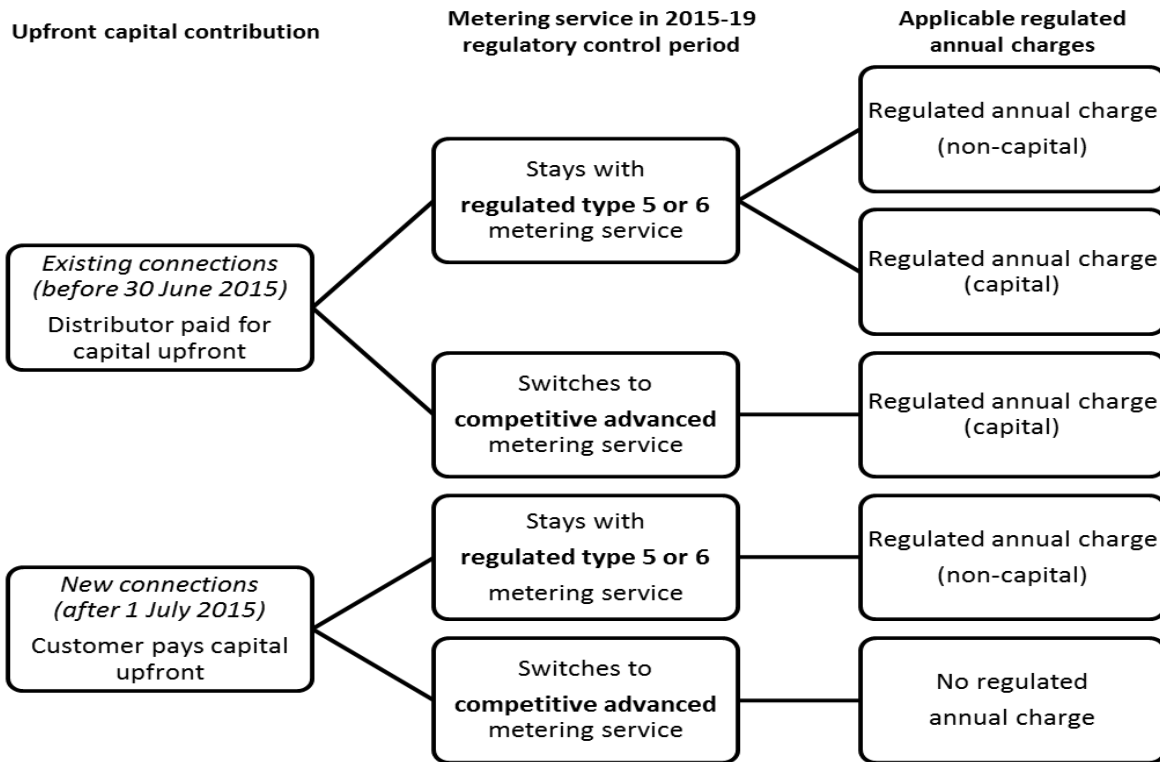 Upfront capital contribution
Metering service in 2015-19
regulatory control period
Applicable regulated
annual charges
Existing connections
(before 30 June 2015)
Distributor paid for
capital upfront
Stays with
regulated type 5 or 6
metering service
Regulated annual charge
(non-capital)
Regulated annual charge
(capital)
Switches to
competitive advanced
metering service
Regulated annual charge
(capital)
New connections
(after 1 July 2015)
Customer pays capital
upfront
Stays with
regulated type 5 or 6
metering service
Regulated annual charge
(non-capital)
Switches to
competitive advanced
metering service
No regulated
annual charge